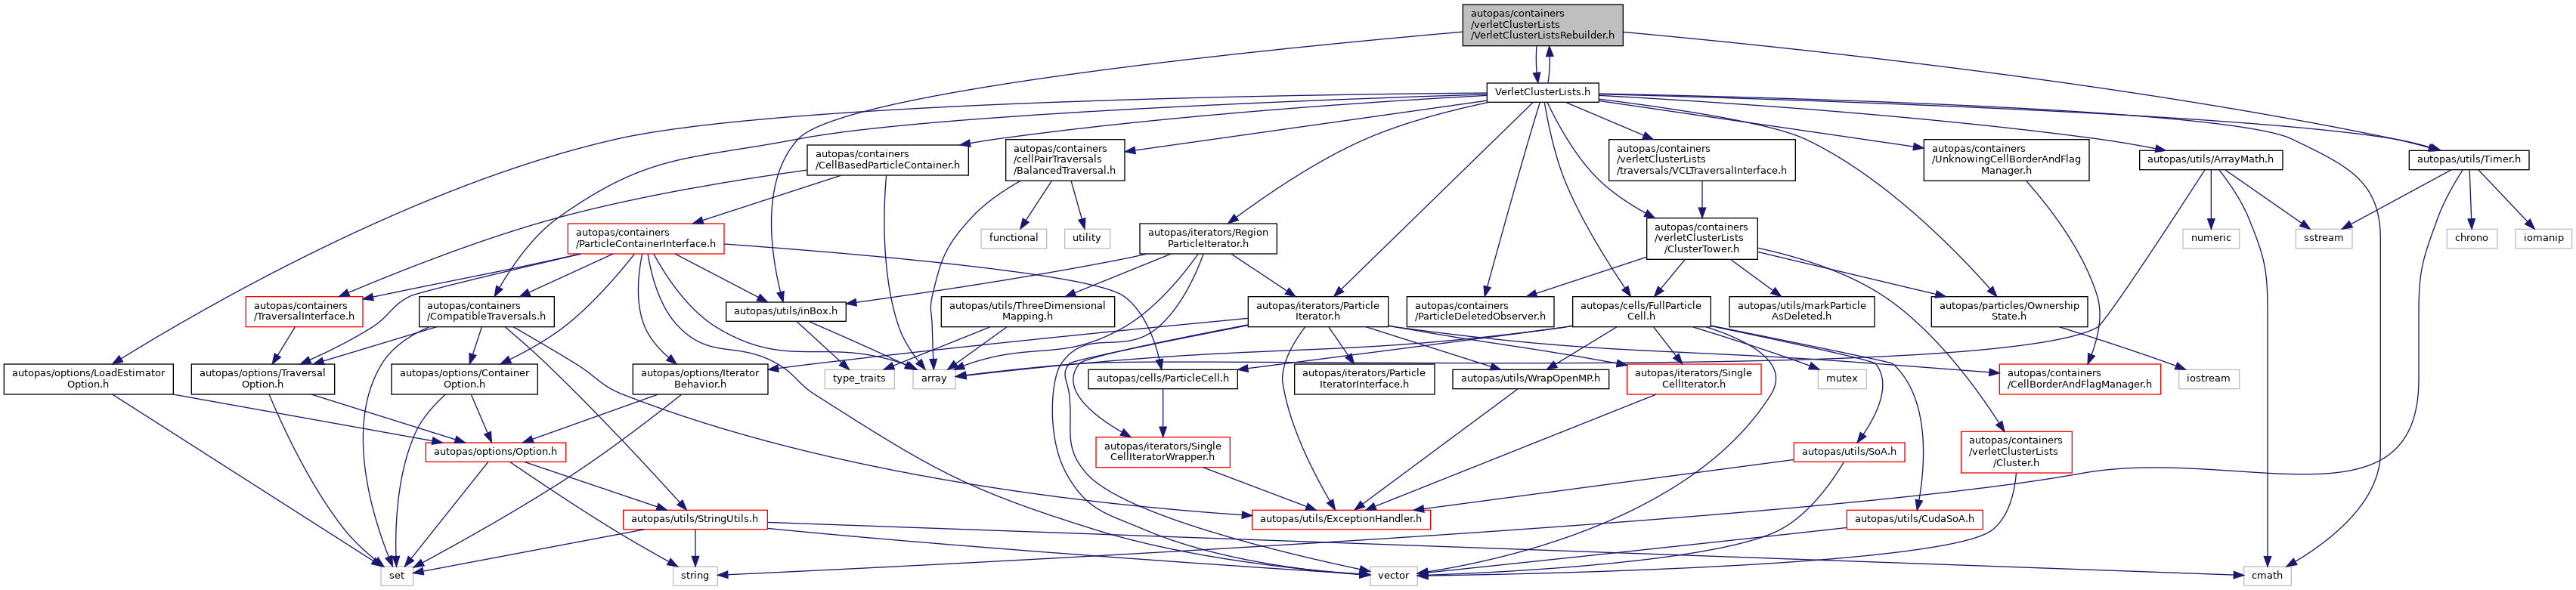 autopas/containers
/verletClusterLists
/VerletClusterListsRebuilder.h
VerletClusterLists.h
autopas/containers
/CellBasedParticleContainer.h
autopas/containers
/cellPairTraversals
/BalancedTraversal.h
autopas/containers
/verletClusterLists
/traversals/VCLTraversalInterface.h
autopas/containers
/UnknowingCellBorderAndFlag
Manager.h
autopas/utils/ArrayMath.h
autopas/utils/Timer.h
autopas/containers
/ParticleContainerInterface.h
functional
utility
autopas/iterators/Region
ParticleIterator.h
autopas/containers
/verletClusterLists
/ClusterTower.h
numeric
sstream
chrono
iomanip
autopas/containers
/TraversalInterface.h
autopas/containers
/CompatibleTraversals.h
autopas/utils/inBox.h
autopas/utils/ThreeDimensional
Mapping.h
autopas/iterators/Particle
Iterator.h
autopas/containers
/ParticleDeletedObserver.h
autopas/cells/FullParticle
Cell.h
autopas/utils/markParticle
AsDeleted.h
autopas/particles/Ownership
State.h
autopas/options/LoadEstimator
Option.h
autopas/options/Traversal
Option.h
autopas/options/Container
Option.h
autopas/options/Iterator
Behavior.h
type_traits
array
autopas/cells/ParticleCell.h
autopas/iterators/Particle
IteratorInterface.h
autopas/utils/WrapOpenMP.h
autopas/iterators/Single
CellIterator.h
mutex
autopas/containers
/CellBorderAndFlagManager.h
iostream
autopas/options/Option.h
autopas/iterators/Single
CellIteratorWrapper.h
autopas/utils/SoA.h
autopas/containers
/verletClusterLists
/Cluster.h
autopas/utils/StringUtils.h
autopas/utils/ExceptionHandler.h
autopas/utils/CudaSoA.h
set
string
vector
cmath